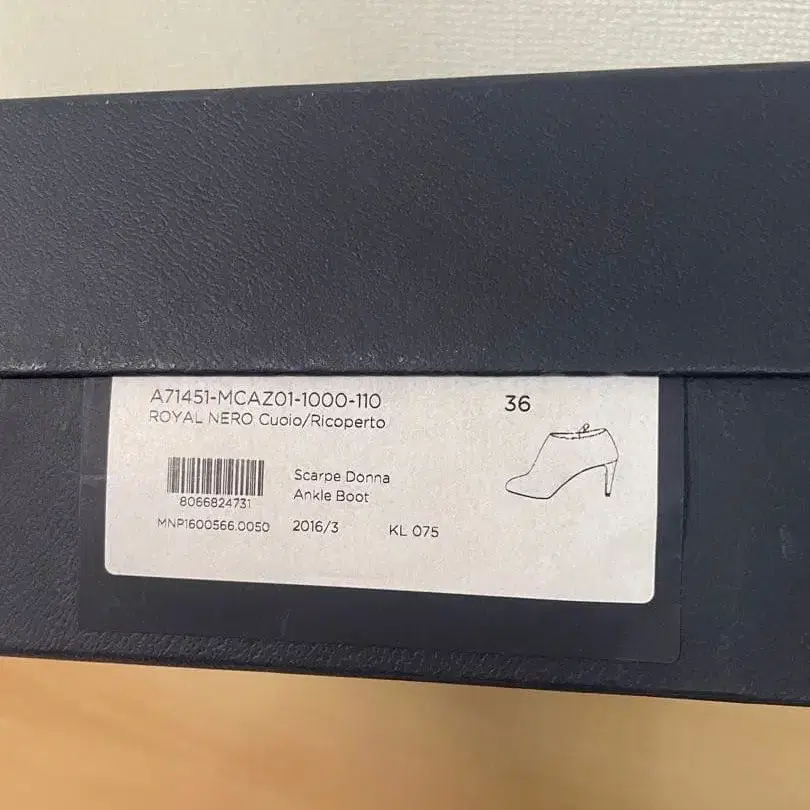 A71451-MCAZ01-1000-110
36
ROYAL NERO Cuoio/Ricoperto
Scarpe Donna
8066824731
Ankle Boot
MNP1600566.0050
2016/3
KL 075